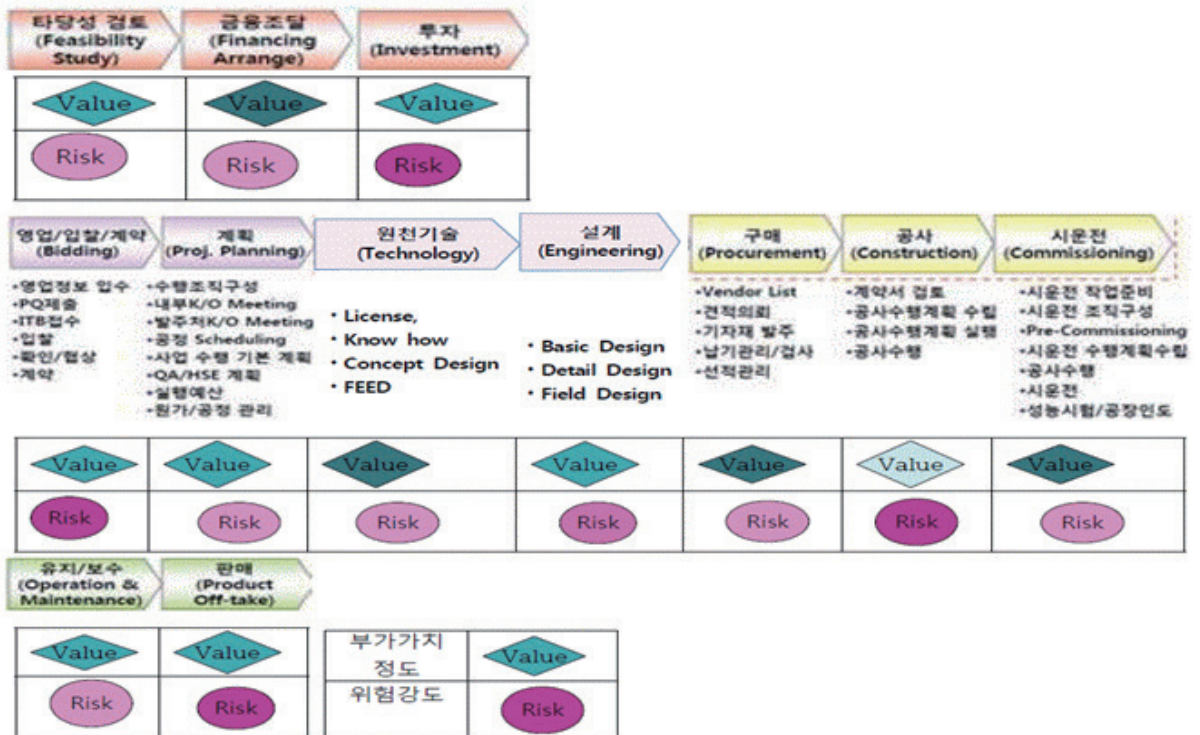 타당성 검토
(Feasibility
Study)
금융조달
(Financing
Arrange)
투자
(Investment)
Value
Value
Value
Risk
Risk
Risk
영업/입찰/계약
(Bidding)
•영업정보 입수
•PQ제출
•ITB접수
•입찰
•확인/협상
•계약
계획
(Proj. Planning)
•수행조직구성
•내부K/O Meeting
•발주처K/O Meeting
•공정 Scheduling
•사업 수행 기본 계획
•QA/HSE 계획
•실행예산
•원가/공정 관리
원천기술
(Technology)
• License,
• Know how
• Concept Design
• FEED
설계
(Engineering)
• Basic Design
• Detail Design
• Field Design
구매
(Procurement)
•Vendor List
•견적의뢰
•기자재 발주
•납기관리/검사
•선적관리
공사
(Construction)
•계약서 검토
•공사수행계획 수립
•공사수행계획 실행
•공사수행
시운전
(Commissioning)
•시운전 작업준비
•시운전 조직구성
•Pre-Commissioning
•시운전 수행계획수립
•공사수행
•시운전
•성능시험/공장인도
Value
Value
Value
Value
Value
Value
Value
Risk
Risk
Risk
Risk
Risk
Risk
Risk
유지/보수
(Operation &
Maintenance)
판매
(Product
Off-take)
Value
Value
Risk
Risk
부가가치
정도
Value
위험강도
Risk